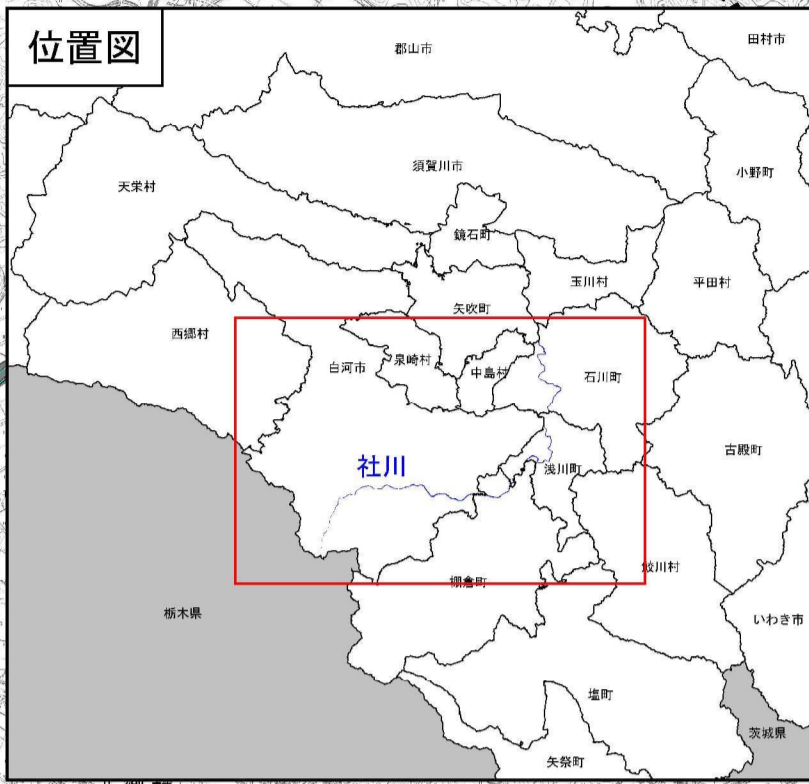 位置図
郡山市
田村市
須賀川市
小野町
天栄村
鏡石町
玉川村
平田村
矢吹町
西郷村
泉崎村
白河市
中島村
石川町
古殿町
社川
浅川町
鮫川村
棚倉町
栃木県
いわき市
塙町
茨城県
矢祭町